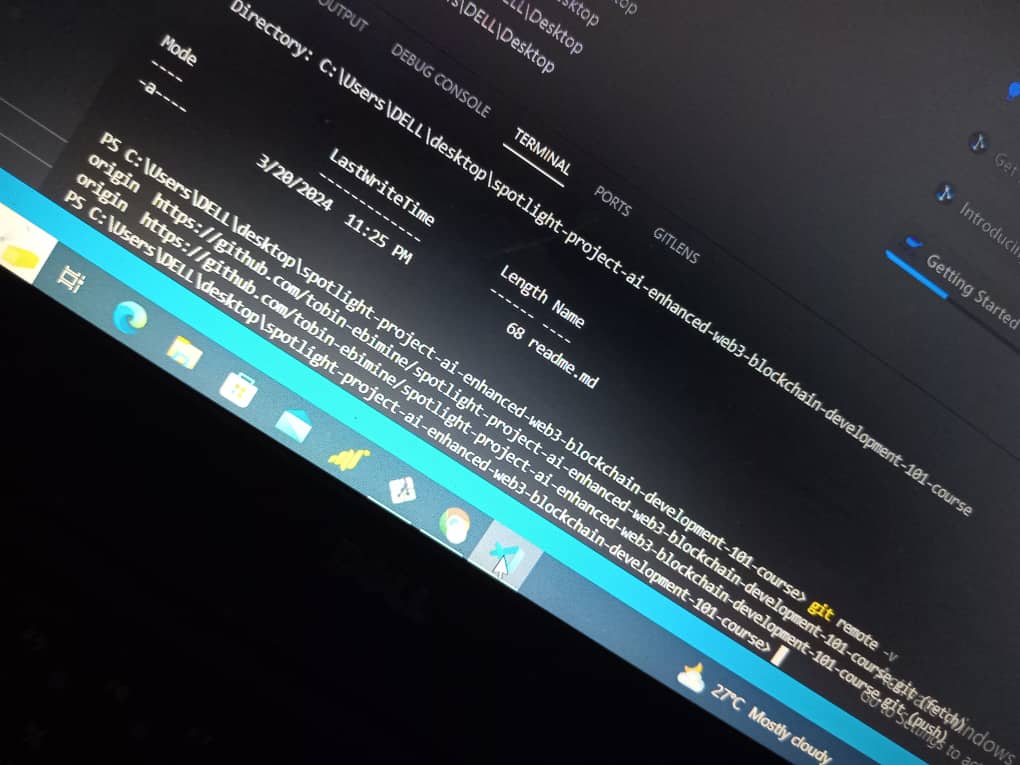 Desktop
\Desktop
s\DELL\Desktop
OUTPUT
DEBUG CONSOLE
TERMINAL
PORTS
GITLENS
Directory: C:\Users\DELL\desktop\spotlight-project-ai-enhanced-web3-blockchain-development-101-course
Mode LastWriteTime Length Name
---- ------------- ------ ----
-a---- 3/20/2024 11:25 PM 68 readme.md
PS C:\Users\DELL\desktop\spotlight-project-ai-enhanced-web3-blockchain-development-101-course> git remote -v
origin https://github.com/tobin-ebimine/spotlight-project-ai-enhanced-web3-blockchain-development-101-course.git (fetch)
origin https://github.com/tobin-ebimine/spotlight-project-ai-enhanced-web3-blockchain-development-101-course.git (push)
PS C:\Users\DELL\desktop\spotlight-project-ai-enhanced-web3-blockchain-development-101-course>
Get
Introducin
Getting Started
Go to Settings to ac
27°C Mostly cloudy